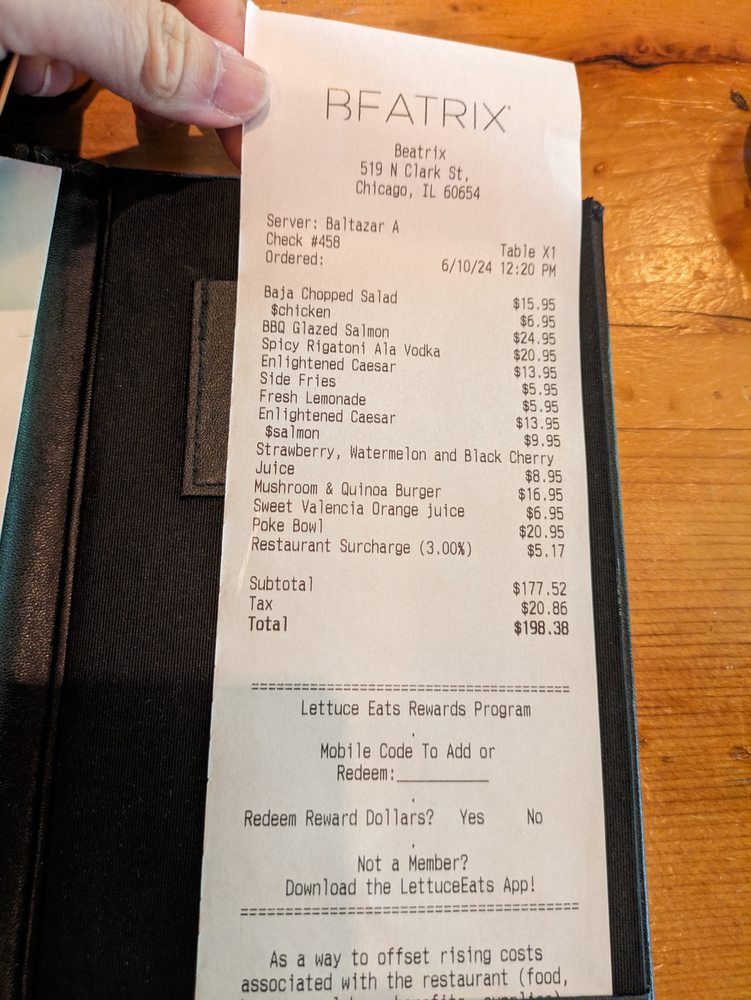 BEATRIX
Beatrix
519 N Clark St,
Chicago, IL 60654
Server: Baltazar A
Check #458 Table X1
Ordered: 6/10/24 12:20 PM
Baja Chopped Salad $15.95
$chicken $6.95
BBQ Glazed Salmon $24.95
Spicy Rigatoni Ala Vodka $20.95
Enlightened Caesar $13.95
Side Fries $5.95
Fresh Lemonade $5.95
Enlightened Caesar $13.95
$salmon $9.95
Strawberry, Watermelon and Black Cherry
Juice $8.95
Mushroom & Quinoa Burger $16.95
Sweet Valencia Orange juice $6.95
Poke Bowl $20.95
Restaurant Surcharge (3.00%) $5.17
Subtotal $177.52
Tax $20.86
Total $198.38
===================================
Lettuce Eats Rewards Program
.
Mobile Code To Add or
Redeem:__________
.
Redeem Reward Dollars? Yes No
.
Not a Member?
Download the LettuceEats App!
===================================
As a way to offset rising costs
associated with the restaurant (food,